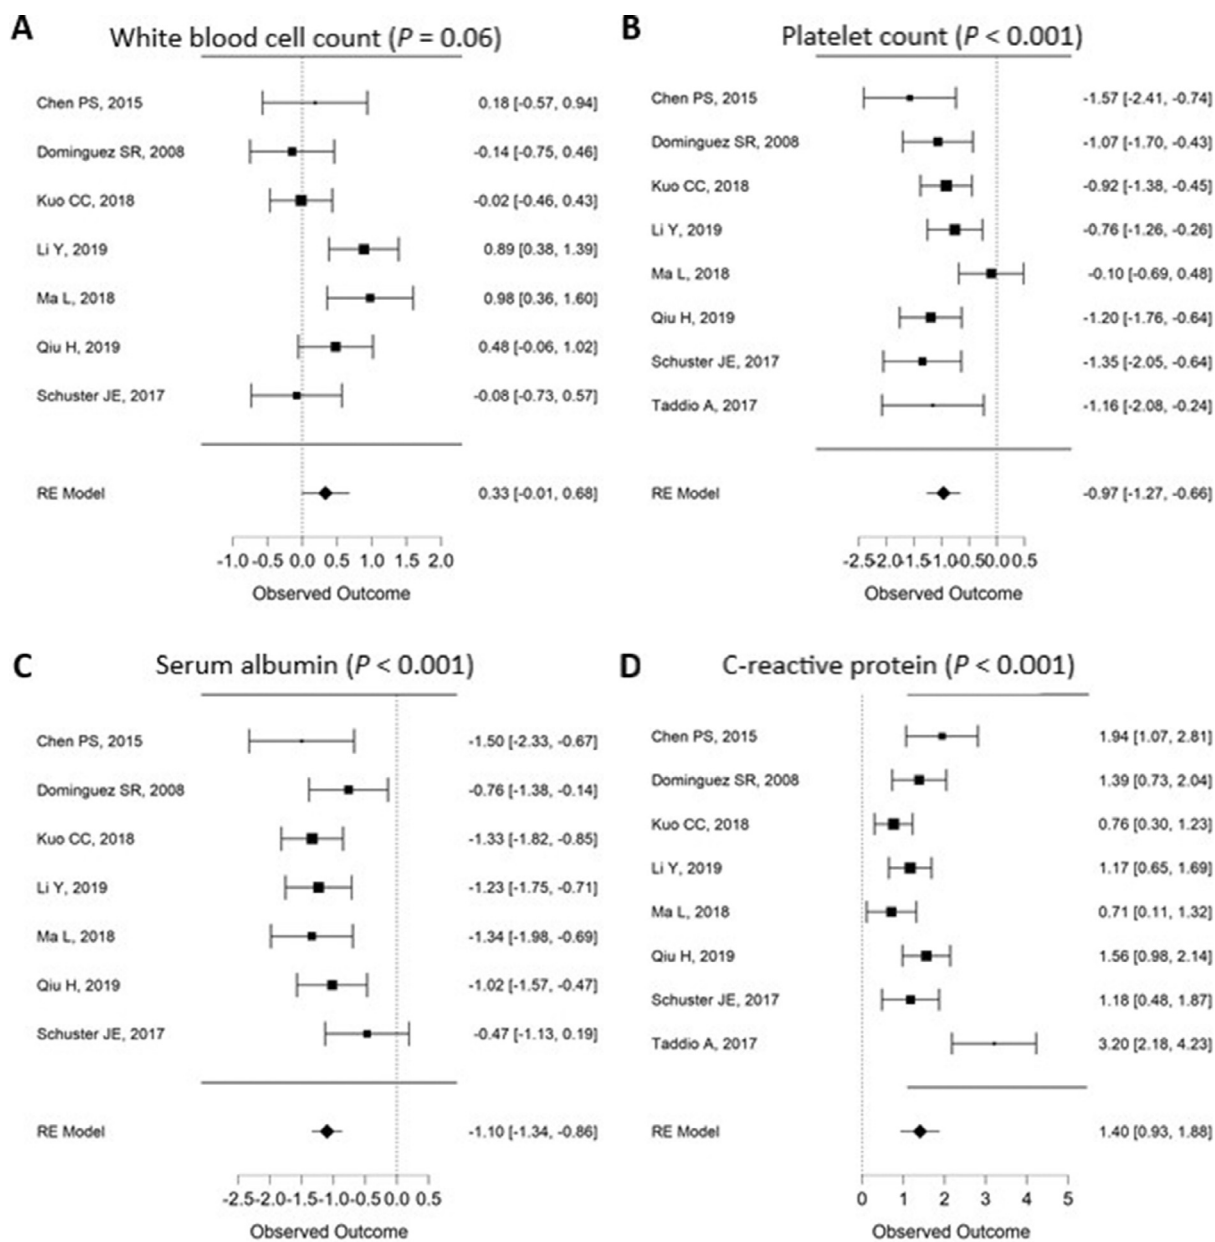 A
White blood cell count (P = 0.06)
Chen PS, 2015 0.18 [-0.57, 0.94]
Dominguez SR, 2008 -0.14 [-0.75, 0.46]
Kuo CC, 2018 -0.02 [-0.46, 0.43]
Li Y, 2019 0.89 [0.38, 1.39]
Ma L, 2018 0.98 [0.36, 1.60]
Qiu H, 2019 0.48 [-0.06, 1.02]
Schuster JE, 2017 -0.08 [-0.73, 0.57]
RE Model 0.33 [-0.01, 0.68]
-1.0 -0.5 0.0 0.5 1.0 1.5 2.0
Observed Outcome
B
Platelet count (P < 0.001)
Chen PS, 2015 -1.57 [-2.41, -0.74]
Dominguez SR, 2008 -1.07 [-1.70, -0.43]
Kuo CC, 2018 -0.92 [-1.38, -0.45]
Li Y, 2019 -0.76 [-1.26, -0.26]
Ma L, 2018 -0.10 [-0.69, 0.48]
Qiu H, 2019 -1.20 [-1.76, -0.64]
Schuster JE, 2017 -1.35 [-2.05, -0.64]
Taddio A, 2017 -1.16 [-2.08, -0.24]
RE Model -0.97 [-1.27, -0.66]
-2.5 -2.0 -1.5 -1.0 -0.5 0.0 0.5
Observed Outcome
C
Serum albumin (P < 0.001)
Chen PS, 2015 -1.50 [-2.33, -0.67]
Dominguez SR, 2008 -0.76 [-1.38, -0.14]
Kuo CC, 2018 -1.33 [-1.82, -0.85]
Li Y, 2019 -1.23 [-1.75, -0.71]
Ma L, 2018 -1.34 [-1.98, -0.69]
Qiu H, 2019 -1.02 [-1.57, -0.47]
Schuster JE, 2017 -0.47 [-1.13, 0.19]
RE Model -1.10 [-1.34, -0.86]
-2.5 -2.0 -1.5 -1.0 -0.5 0.0 0.5
Observed Outcome
D
C-reactive protein (P < 0.001)
Chen PS, 2015 1.94 [1.07, 2.81]
Dominguez SR, 2008 1.39 [0.73, 2.04]
Kuo CC, 2018 0.76 [0.30, 1.23]
Li Y, 2019 1.17 [0.65, 1.69]
Ma L, 2018 0.71 [0.11, 1.32]
Qiu H, 2019 1.56 [0.98, 2.14]
Schuster JE, 2017 1.18 [0.48, 1.87]
Taddio A, 2017 3.20 [2.18, 4.23]
RE Model 1.40 [0.93, 1.88]
0 1 2 3 4 5
Observed Outcome